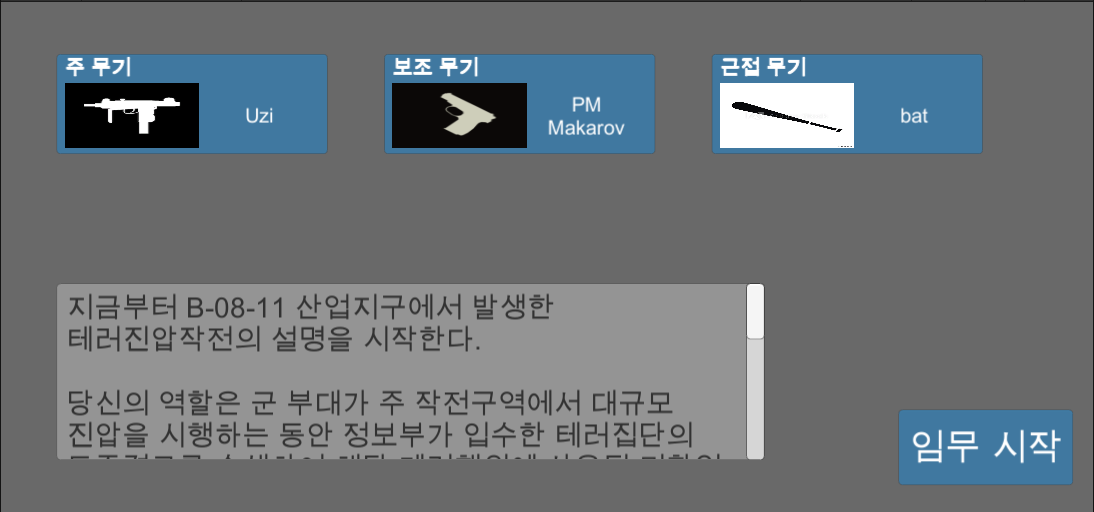 주 무기
Uzi
보조 무기
PM
Makarov
근접 무기
bat
지금부터 B-08-11 산업지구에서 발생한
테러진압작전의 설명을 시작한다.
당신의 역할은 군 부대가 주 작전구역에서 대규모
진압을 시행하는 동안 정보부가 입수한 테러집단의
임무 시작